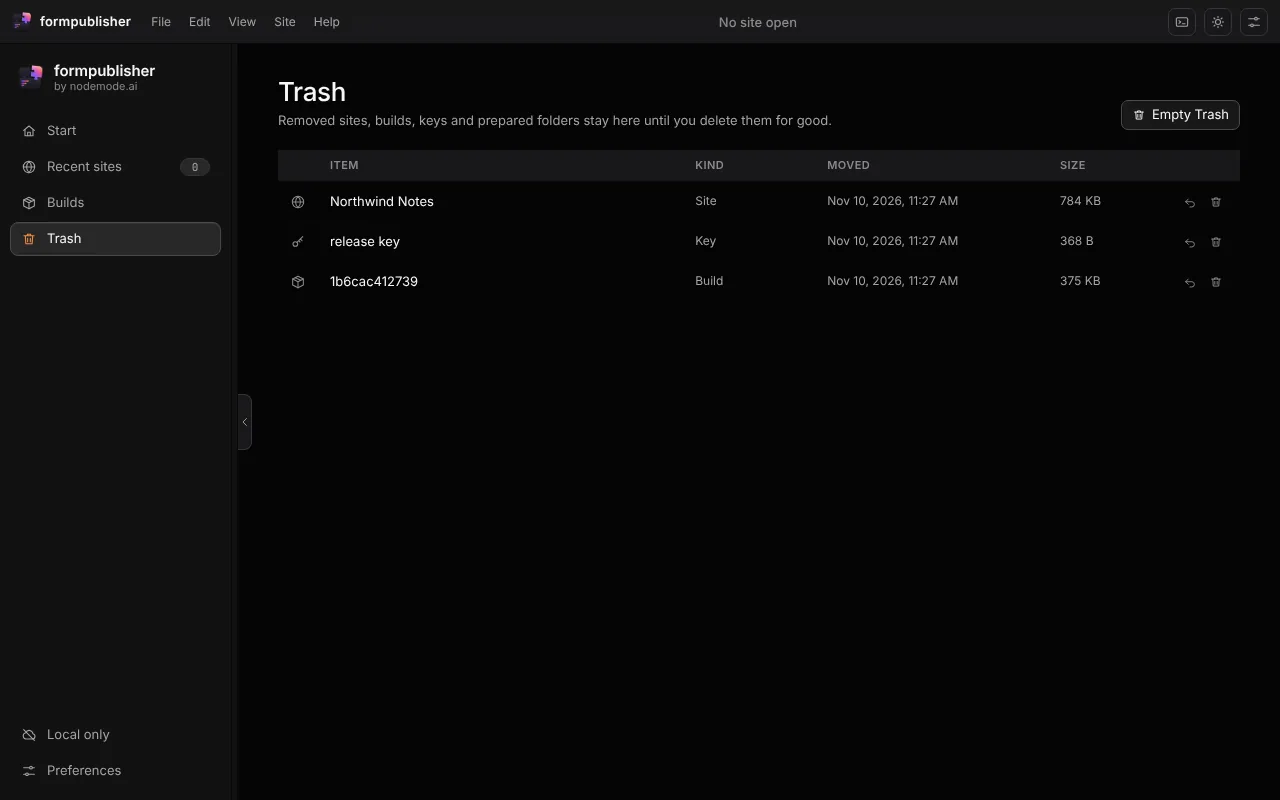 formpublisher File Edit View Site Help No site open
formpublisher
by nodemode.ai
Start
Recent sites 0
Builds
Trash
Local only
Preferences
Trash
Removed sites, builds, keys and prepared folders stay here until you delete them for good.
Empty Trash
ITEM KIND MOVED SIZE
Northwind Notes Site Nov 10, 2026, 11:27 AM 784 KB
release key Key Nov 10, 2026, 11:27 AM 368 B
1b6cac412739 Build Nov 10, 2026, 11:27 AM 375 KB